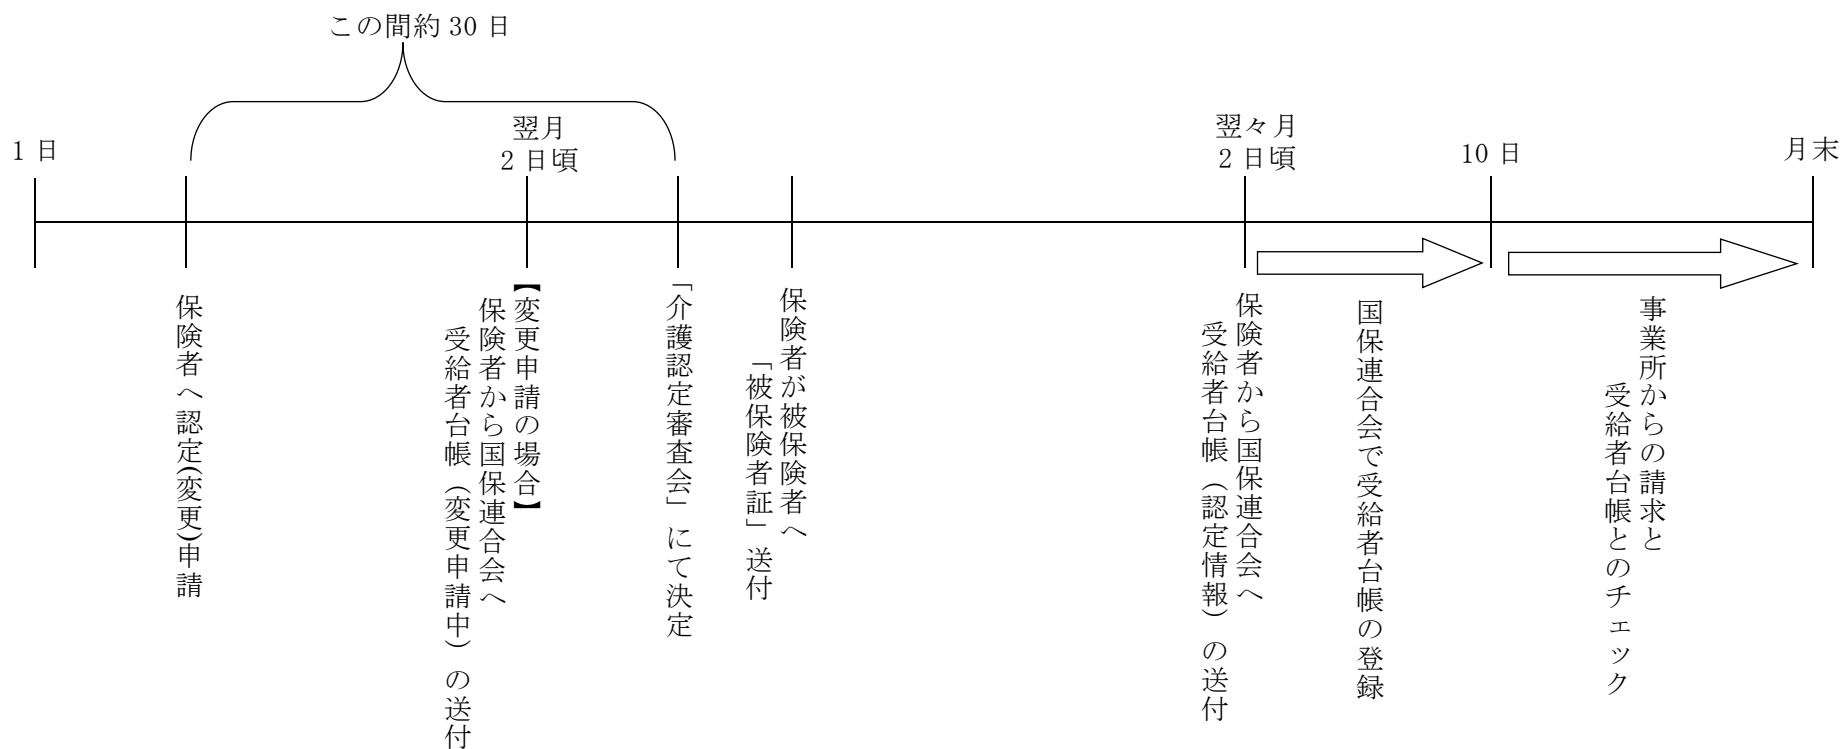 この間約 30 日
1 日
翌月
2 日頃
翌々月
2 日頃
10 日
月末
保険者へ認定(変更)申請
【変更申請の場合】
保険者から国保連合会へ
受給者台帳（変更申請中）の送付
「介護認定審査会」にて決定
保険者が被保険者へ
「被保険者証」送付
保険者から国保連合会へ
受給者台帳（認定情報）の送付
国保連合会で受給者台帳の登録
事業所からの請求と
受給者台帳とのチェック